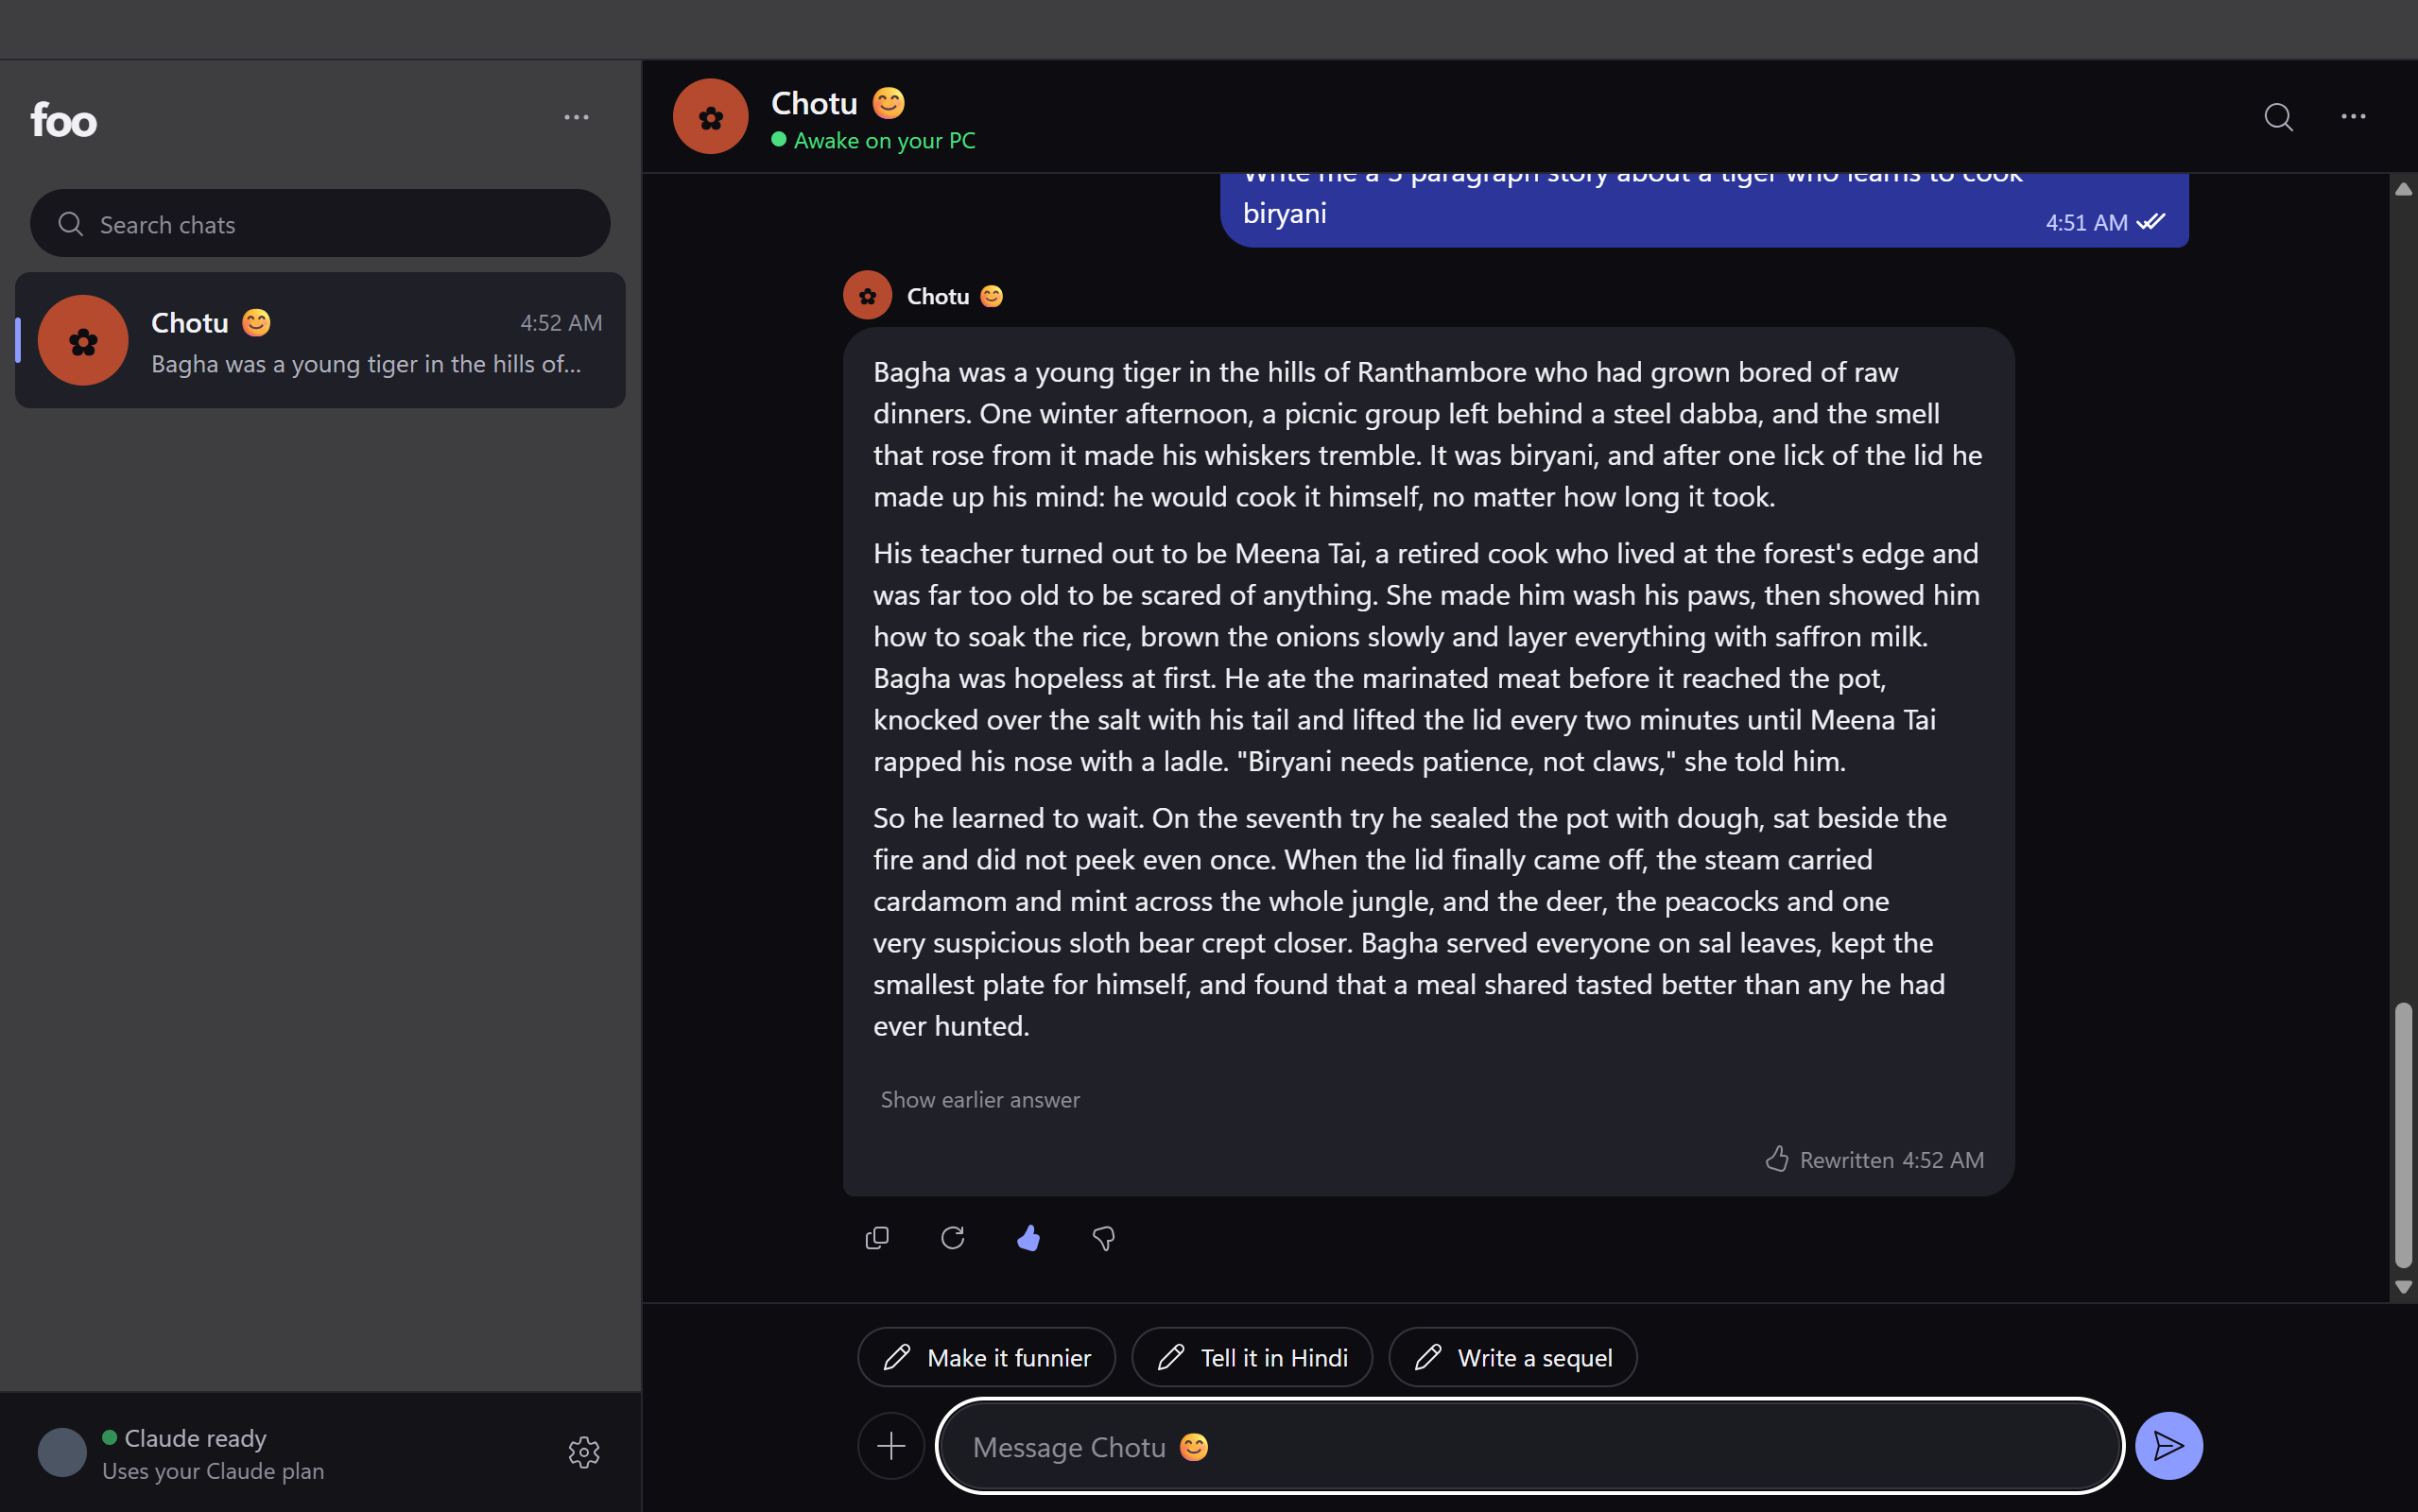 foo
Search chats
Chotu 😊
4:52 AM
Bagha was a young tiger in the hills of...
Claude ready
Uses your Claude plan
Chotu 😊
Awake on your PC
Write me a 3 paragraph story about a tiger who learns to cook
biryani
4:51 AM
Chotu 😊
Bagha was a young tiger in the hills of Ranthambore who had grown bored of raw
dinners. One winter afternoon, a picnic group left behind a steel dabba, and the smell
that rose from it made his whiskers tremble. It was biryani, and after one lick of the lid he
made up his mind: he would cook it himself, no matter how long it took.
His teacher turned out to be Meena Tai, a retired cook who lived at the forest's edge and
was far too old to be scared of anything. She made him wash his paws, then showed him
how to soak the rice, brown the onions slowly and layer everything with saffron milk.
Bagha was hopeless at first. He ate the marinated meat before it reached the pot,
knocked over the salt with his tail and lifted the lid every two minutes until Meena Tai
rapped his nose with a ladle. "Biryani needs patience, not claws," she told him.
So he learned to wait. On the seventh try he sealed the pot with dough, sat beside the
fire and did not peek even once. When the lid finally came off, the steam carried
cardamom and mint across the whole jungle, and the deer, the peacocks and one
very suspicious sloth bear crept closer. Bagha served everyone on sal leaves, kept the
smallest plate for himself, and found that a meal shared tasted better than any he had
ever hunted.
Show earlier answer
Rewritten 4:52 AM
Make it funnier
Tell it in Hindi
Write a sequel
Message Chotu 😊